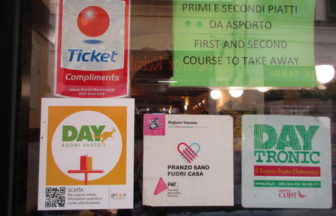 PRIMI E SECONDI PIATTI
DA ASPORTO
FIRST AND SECOND
COURSE TO TAKE AWAY
Ticket
Compliments
DAY
BUONI PASTO
SCATTA
Regione Toscana
PRANZO SANO
FUORI CASA
PAT
DAY
TRONIC
Il Buono Pasto Elettronico
CAMST